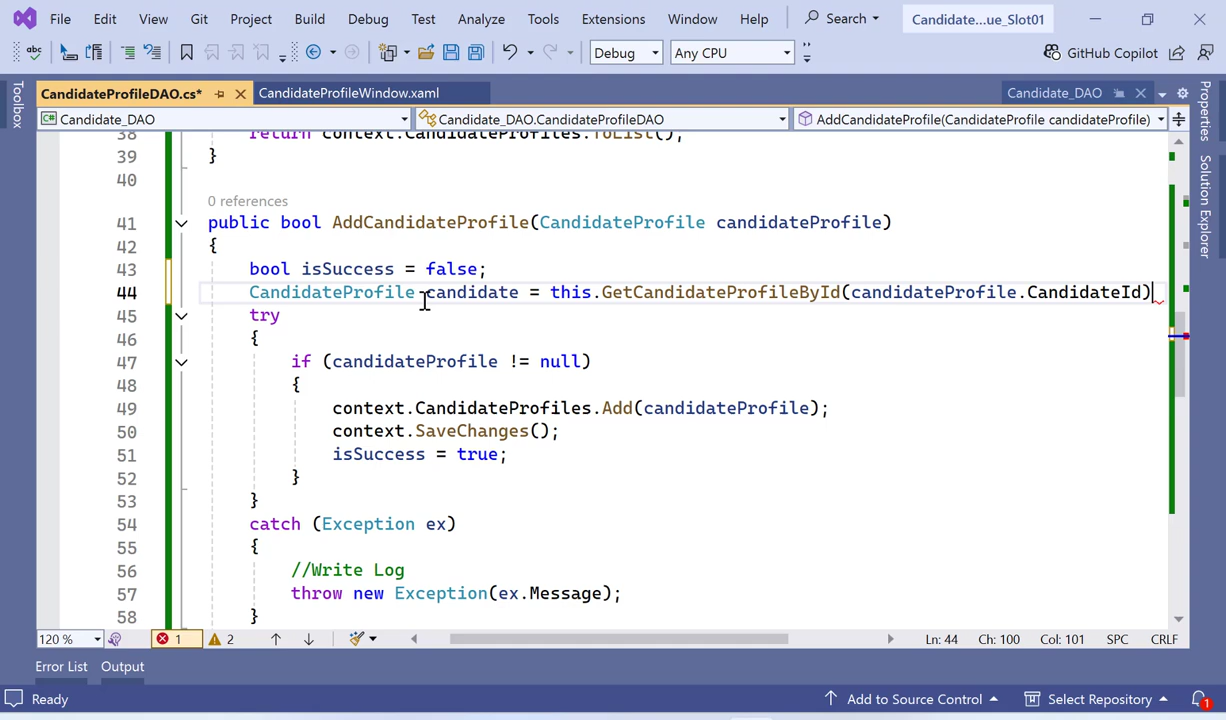 File Edit View Git Project Build Debug Test Analyze Tools Extensions Window Help Search Candidate...ue_Slot01
abc Debug Any CPU GitHub Copilot
CandidateProfileDAO.cs* CandidateProfileWindow.xaml Candidate_DAO
C# Candidate_DAO Candidate_DAO.CandidateProfileDAO AddCandidateProfile(CandidateProfile candidateProfile)
Toolbox
Properties
Solution Explorer
38 return context.CandidateProfiles.ToList();
39 }
40
0 references
41 public bool AddCandidateProfile(CandidateProfile candidateProfile)
42 {
43 bool isSuccess = false;
44 CandidateProfile candidate = this.GetCandidateProfileById(candidateProfile.CandidateId)
45 try
46 {
47 if (candidateProfile != null)
48 {
49 context.CandidateProfiles.Add(candidateProfile);
50 context.SaveChanges();
51 isSuccess = true;
52 }
53 }
54 catch (Exception ex)
55 {
56 //Write Log
57 throw new Exception(ex.Message);
58 }
120 % 1 2 Ln: 44 Ch: 100 Col: 101 SPC CRLF
Error List Output
Ready Add to Source Control Select Repository 1